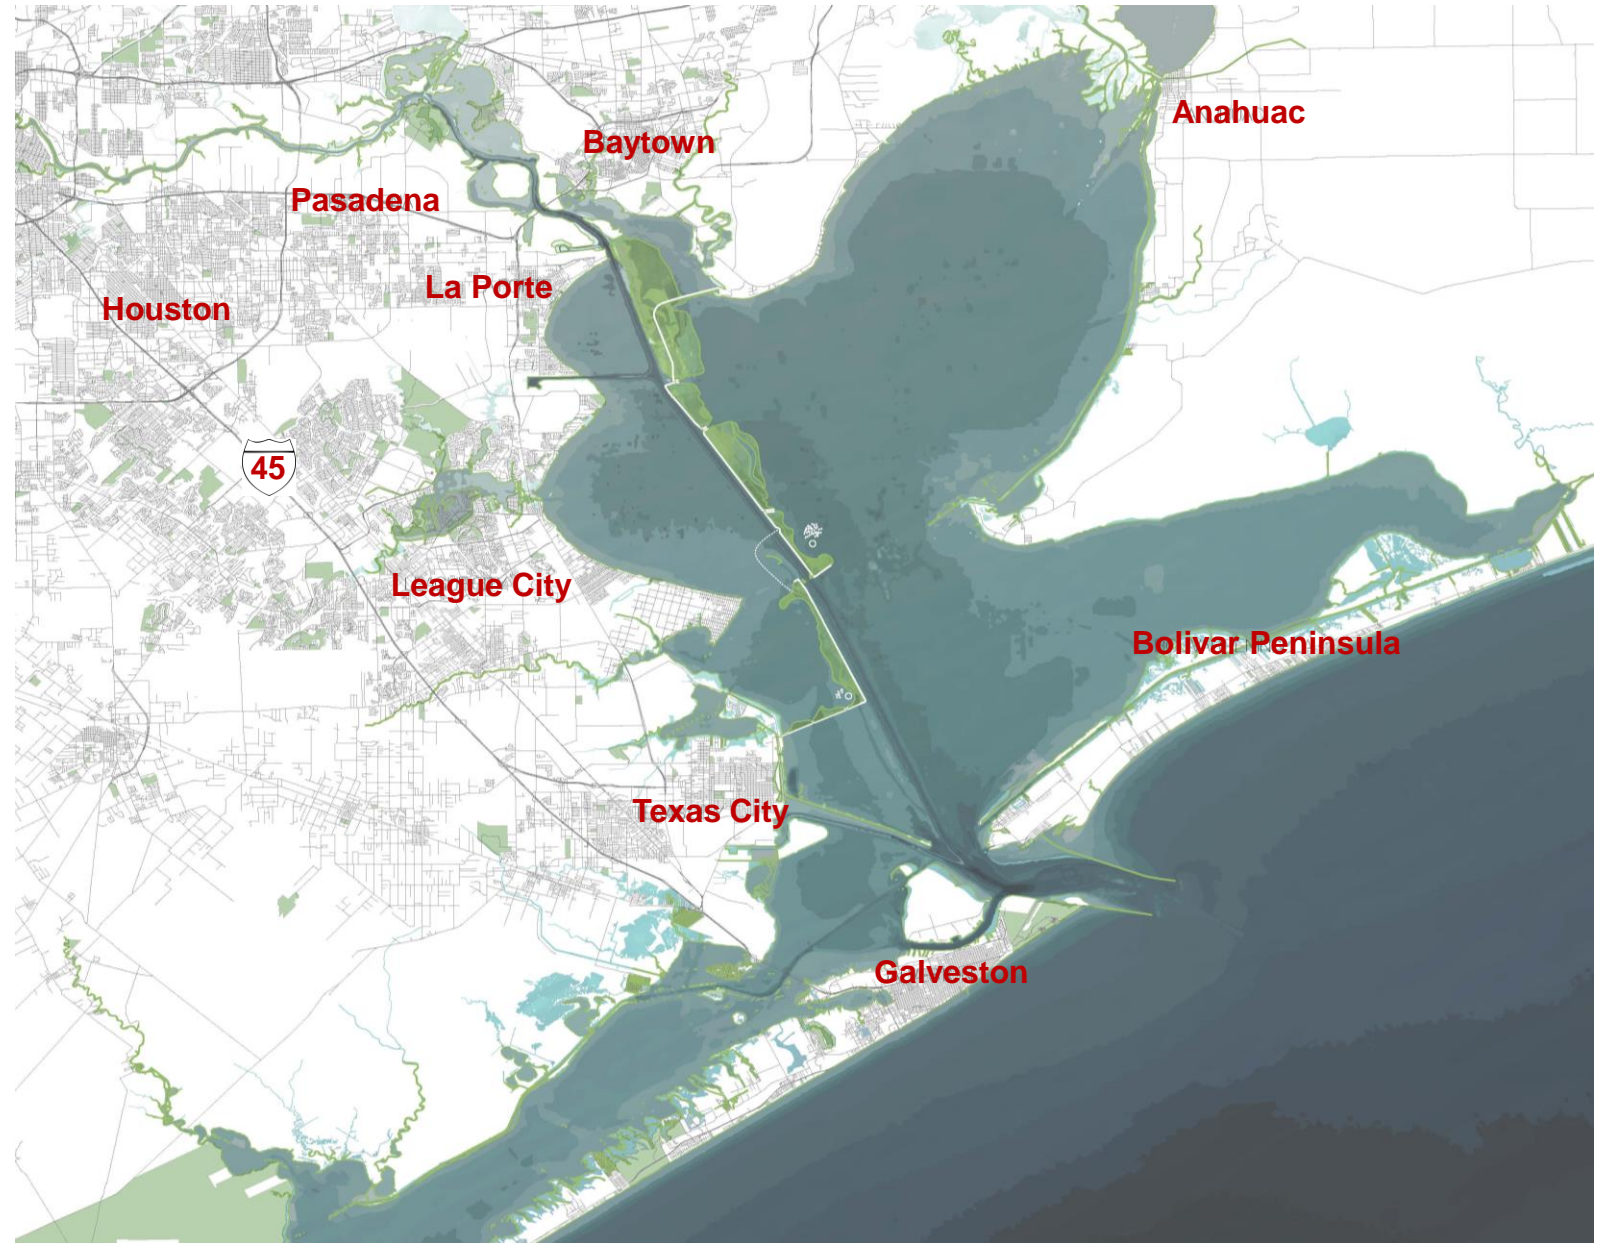 Anahuac
Baytown
Pasadena
La Porte
Houston
45
League City
Bolivar Peninsula
Texas City
Galveston